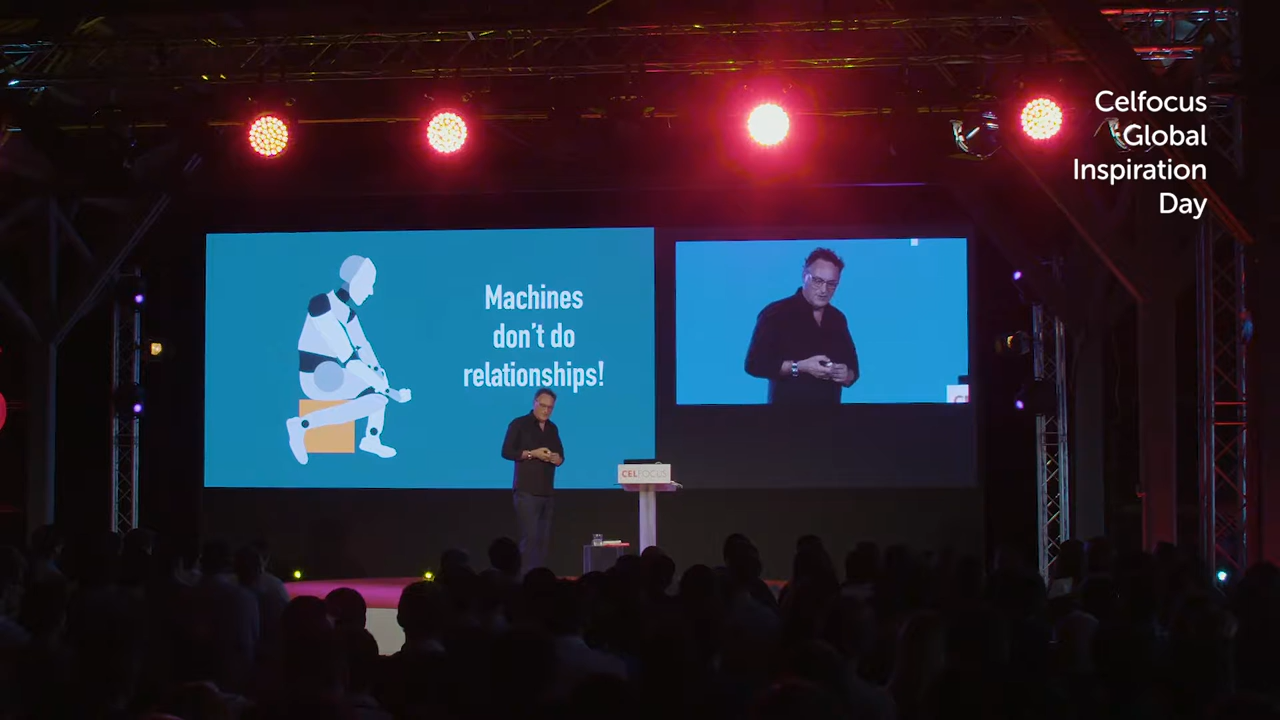 Celfocus
Global
Inspiration
Day
Machines
don't do
relationships!
CELFOCUS